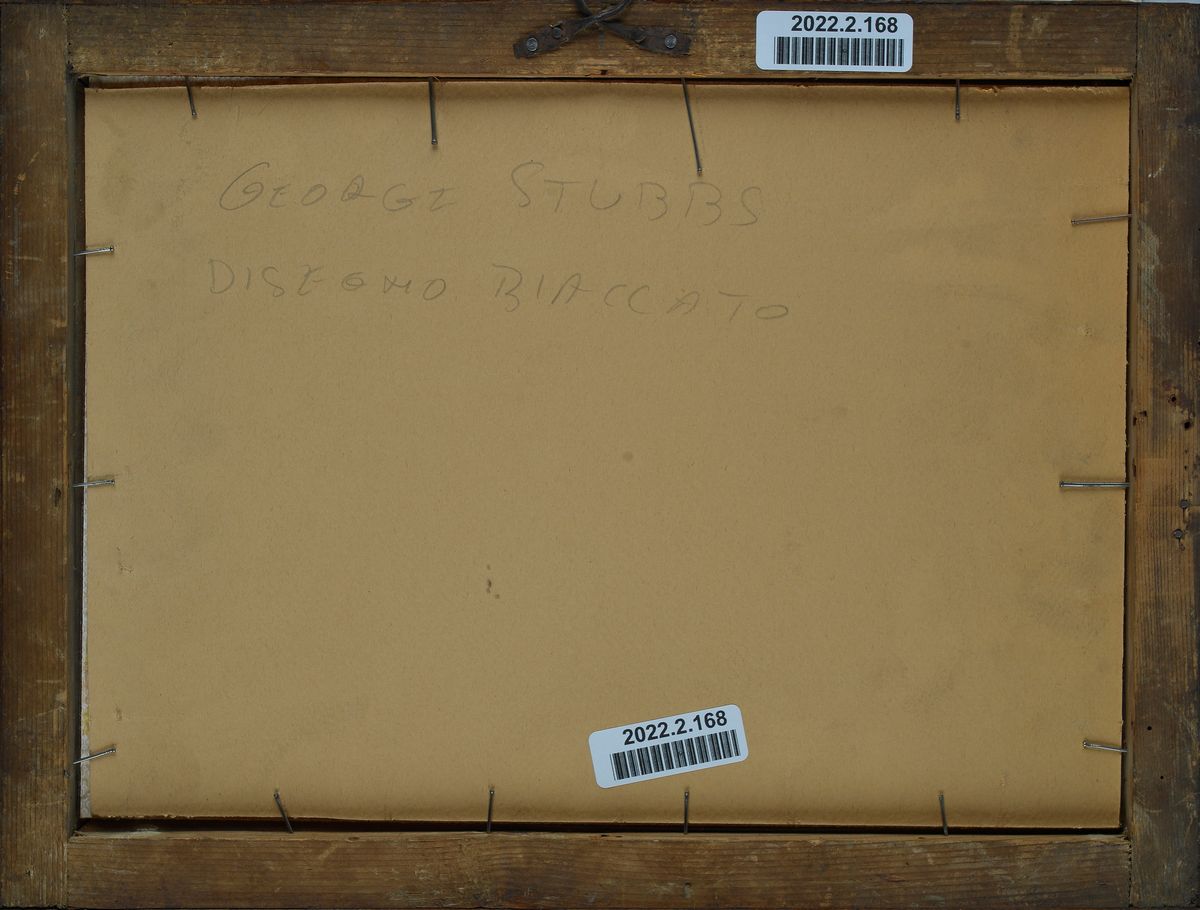 2022.2.168
GEORGE STUBBS
DISEGNO BIACCATO
2022.2.168